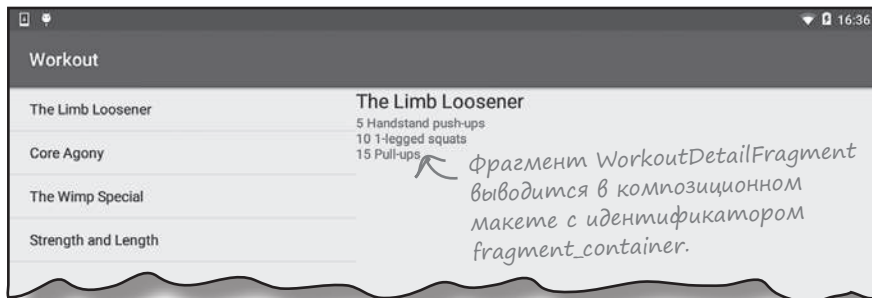 16:36
Workout
The Limb Loosener
Core Agony
The Wimp Special
Strength and Length
The Limb Loosener
5 Handstand push-ups
10 1-legged squats
15 Pull-ups
Фрагмент WorkoutDetailFragment
выводится в композиционном
макете с идентификатором
fragment_container.